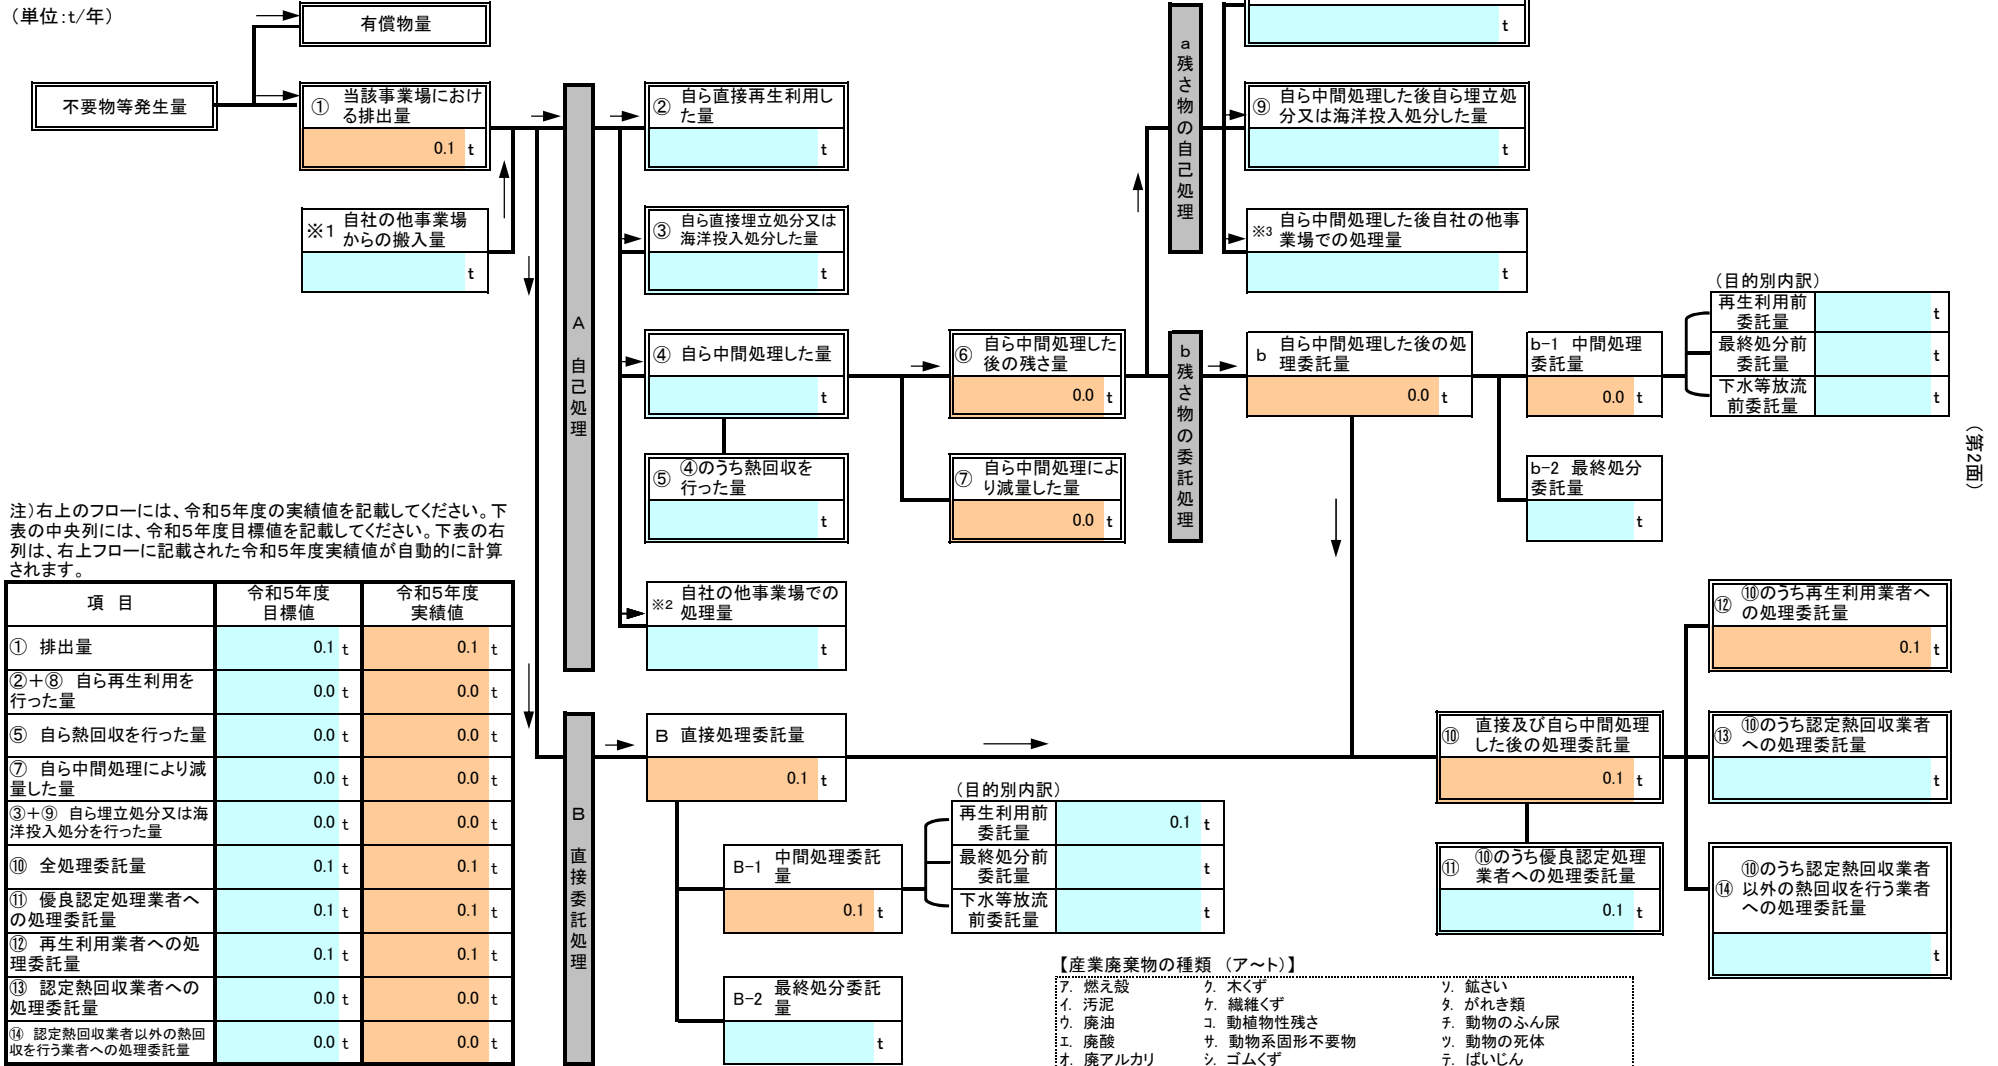 (単位:t/年)
有償物量
不要物等発生量
① 当該事業場におけ
る排出量
0.1 t
※1 自社の他事業場
からの搬入量
t
A 自己処理
② 自ら直接再生利用し
た量
t
③ 自ら直接埋立処分又は
海洋投入処分した量
t
④ 自ら中間処理した量
t
⑤ ④のうち熱回収を
行った量
t
※2 自社の他事業場での
処理量
t
⑥ 自ら中間処理した
後の残さ量
0.0 t
⑦ 自ら中間処理によ
り減量した量
0.0 t
a 残さ物の自己処理
t
⑨ 自ら中間処理した後自ら埋立処
分又は海洋投入処分した量
t
※3 自ら中間処理した後自社の他事
業場での処理量
t
b 残さ物の委託処理
b 自ら中間処理した後の処
理委託量
0.0 t
b-1 中間処理
委託量
0.0 t
b-2 最終処分
委託量
t
(目的別内訳)
再生利用前
委託量
t
最終処分前
委託量
t
下水等放流
前委託量
t
(第2面)
注)右上のフローには、令和5年度の実績値を記載してください。下
表の中央列には、令和5年度目標値を記載してください。下表の右
列は、右上フローに記載された令和5年度実績値が自動的に計算
されます。
項 目
令和5年度
目標値
令和5年度
実績値
① 排出量
0.1 t
0.1 t
②+⑧ 自ら再生利用を
行った量
0.0 t
0.0 t
⑤ 自ら熱回収を行った量
0.0 t
0.0 t
⑦ 自ら中間処理により減
量した量
0.0 t
0.0 t
③+⑨ 自ら埋立処分又は海
洋投入処分を行った量
0.0 t
0.0 t
⑩ 全処理委託量
0.1 t
0.1 t
⑪ 優良認定処理業者へ
の処理委託量
0.1 t
0.1 t
⑫ 再生利用業者への処
理委託量
0.1 t
0.1 t
⑬ 認定熱回収業者への
処理委託量
0.0 t
0.0 t
⑭ 認定熱回収業者以外の熱回
収を行う業者への処理委託量
0.0 t
0.0 t
B 直接委託処理
B 直接処理委託量
0.1 t
B-1 中間処理委託
量
0.1 t
B-2 最終処分委託
量
t
(目的別内訳)
再生利用前
委託量
0.1 t
最終処分前
委託量
t
下水等放流
前委託量
t
⑩ 直接及び自ら中間処理
した後の処理委託量
0.1 t
⑪ ⑩のうち優良認定処理
業者への処理委託量
0.1 t
⑫ ⑩のうち再生利用業者へ
の処理委託量
0.1 t
⑬ ⑩のうち認定熱回収業者
への処理委託量
t
⑭ ⑩のうち認定熱回収業者
以外の熱回収を行う業者
への処理委託量
t
【産業廃棄物の種類 (ア~ト)】
ア. 燃え殻
イ. 汚泥
ウ. 廃油
エ. 廃酸
オ. 廃アルカリ
ク. 木くず
ケ. 繊維くず
コ. 動植物性残さ
サ. 動物系固形不要物
シ. ゴムくず
ソ. 鉱さい
タ. がれき類
チ. 動物のふん尿
ツ. 動物の死体
テ. ばいじん